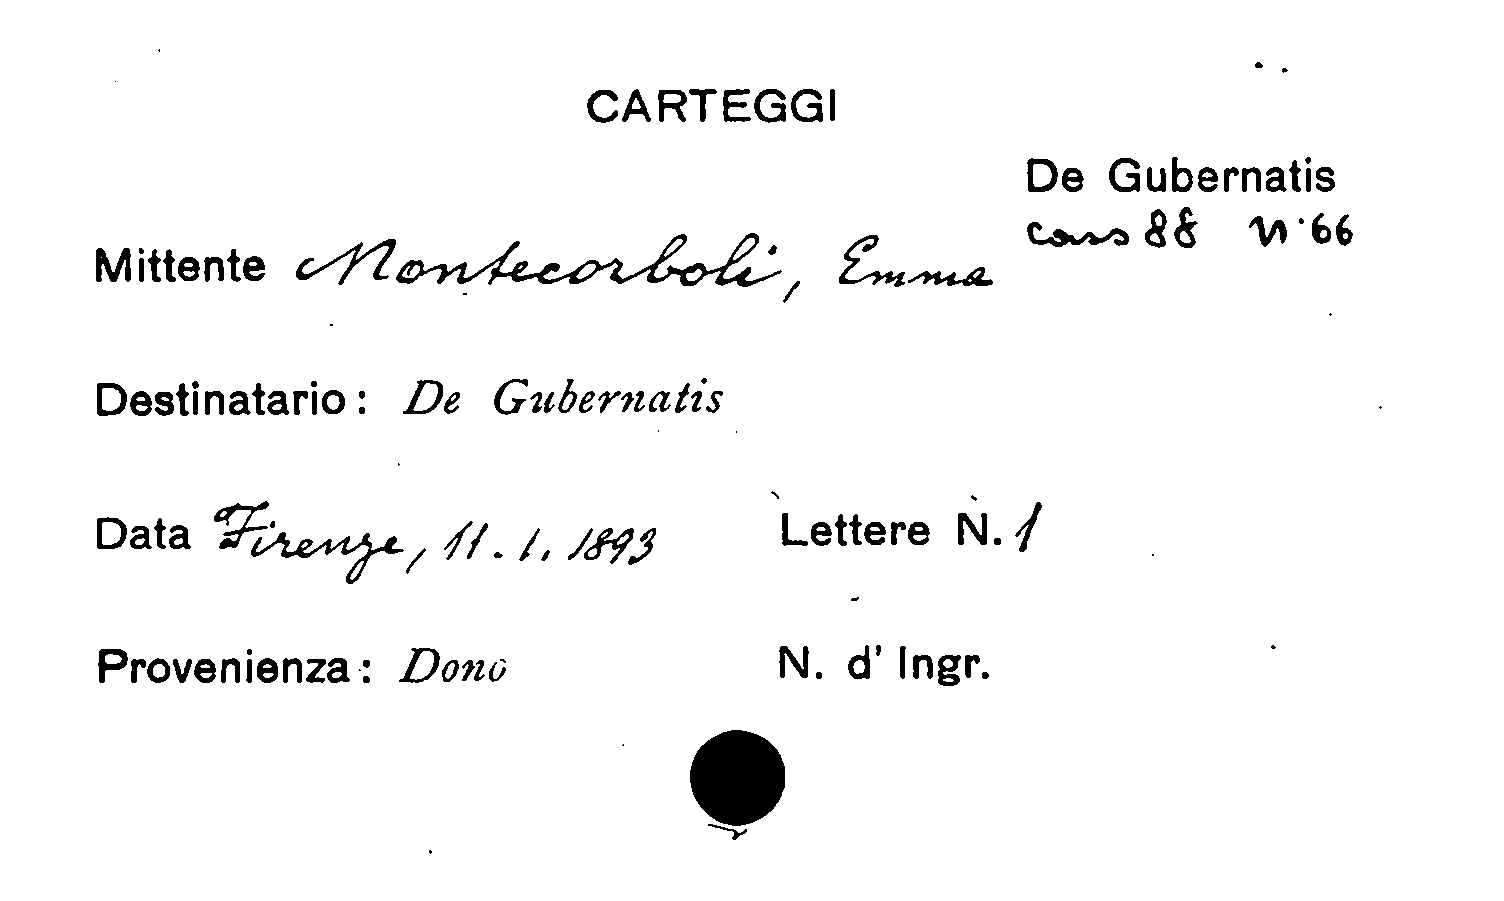 CARTEGGI
De Gubernatis
cass 88 N. 66
Mittente Montecorboli, Emma
Destinatario: De Gubernatis
Data Firenze, 11. 1. 1893 Lettere N. 1
Provenienza: Dono N. d' Ingr.